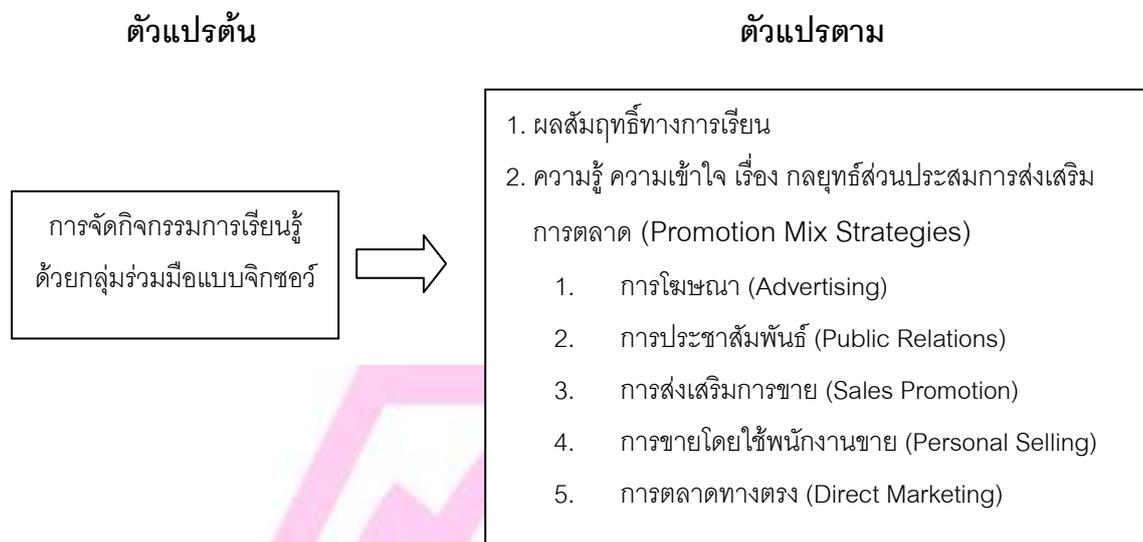 ตัวแปรต้น
ตัวแปรตาม
การจัดกิจกรรมการเรียนรู้
ด้วยกลุ่มร่วมมือแบบจิกซอว์
1. ผลสัมฤทธิ์ทางการเรียน
2. ความรู้ ความเข้าใจ เรื่อง กลยุทธ์ส่วนประสมการส่งเสริม
การตลาด (Promotion Mix Strategies)
1. การโฆษณา (Advertising)
2. การประชาสัมพันธ์ (Public Relations)
3. การส่งเสริมการขาย (Sales Promotion)
4. การขายโดยใช้พนักงานขาย (Personal Selling)
5. การตลาดทางตรง (Direct Marketing)